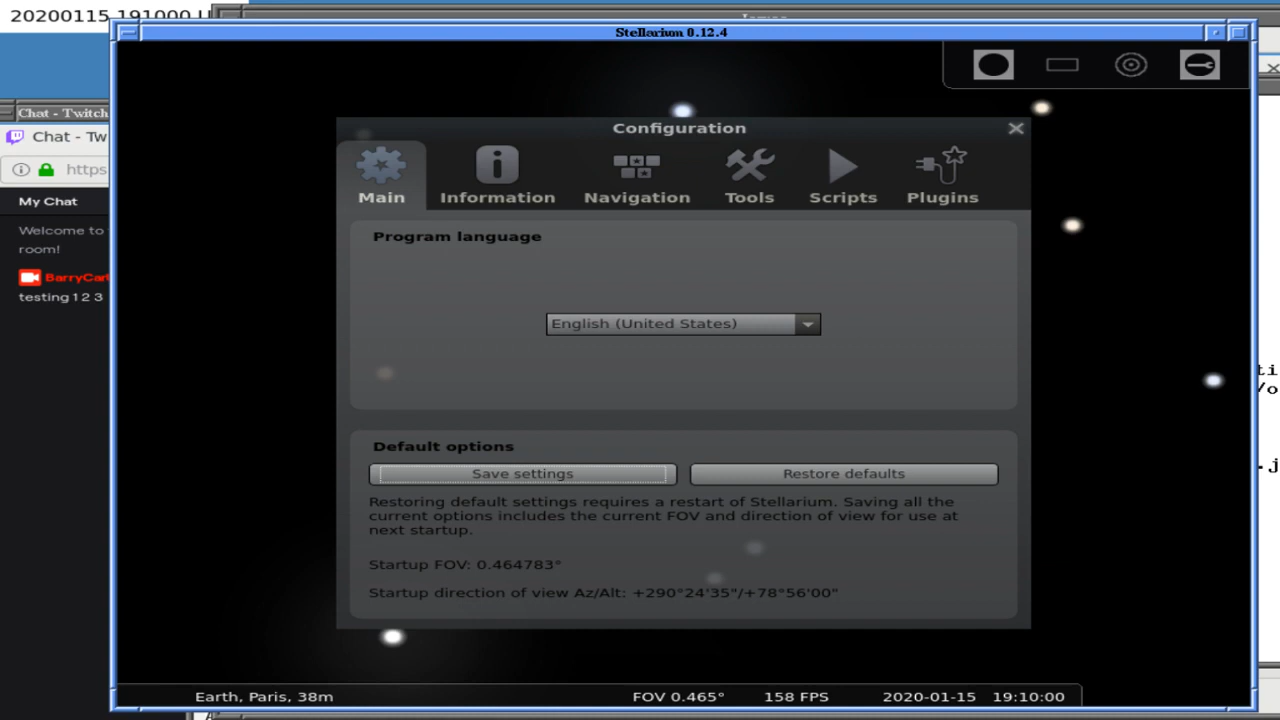 20200115.191000
Stellarium 0.12.4
Chat - Twitch
Chat - Tw
https
My Chat
Welcome to
room!
BarryCar
testing 1 2 3
Configuration
Main
Information
Navigation
Tools
Scripts
Plugins
Program language
English (United States)
Default options
Save settings
Restore defaults
Restoring default settings requires a restart of Stellarium. Saving all the
current options includes the current FOV and direction of view for use at
next startup.
Startup FOV: 0.464783°
Startup direction of view Az/Alt: +290°24'35"/+78°56'00"
Earth, Paris, 38m
FOV 0.465°
158 FPS
2020-01-15
19:10:00
ti
/o
.j